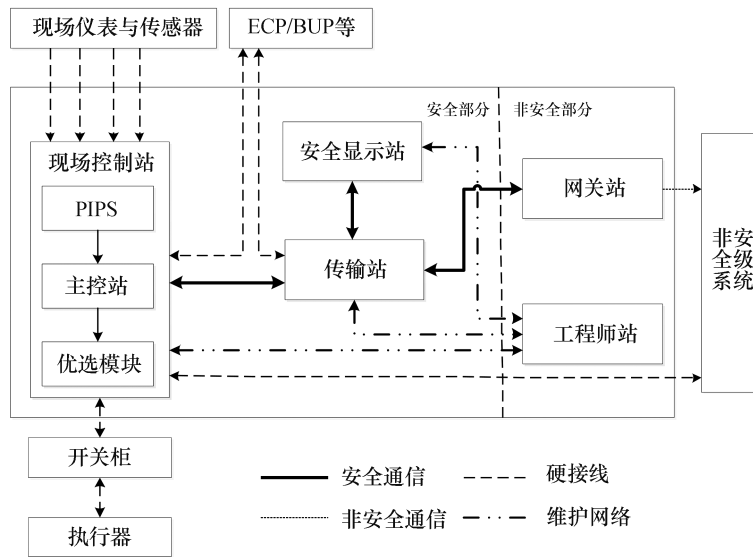 现场仪表与传感器
ECP/BUP等
安全部分
非安全部分
现场控制站
安全显示站
PIPS
网关站
主控站
传输站
非安
全级
系统
优选模块
工程师站
开关柜
安全通信
硬接线
非安全通信
维护网络
执行器